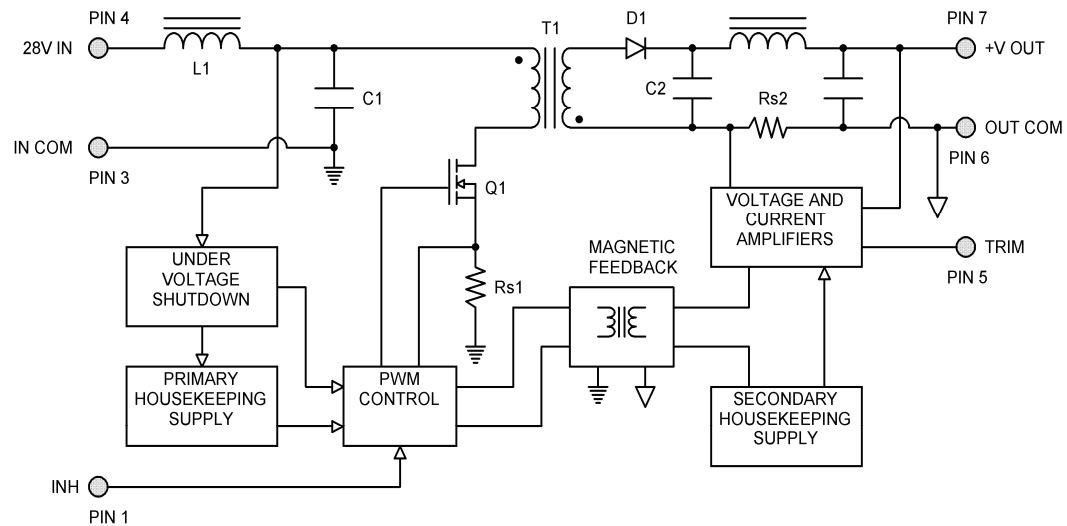 PIN 4
28V IN
L1
C1
IN COM
PIN 3
T1
D1
C2
Rs2
PIN 7
+V OUT
OUT COM
PIN 6
Q1
Rs1
VOLTAGE AND
CURRENT
AMPLIFIERS
TRIM
PIN 5
MAGNETIC
FEEDBACK
UNDER
VOLTAGE
SHUTDOWN
PRIMARY
HOUSEKEEPING
SUPPLY
PWM
CONTROL
SECONDARY
HOUSEKEEPING
SUPPLY
INH
PIN 1